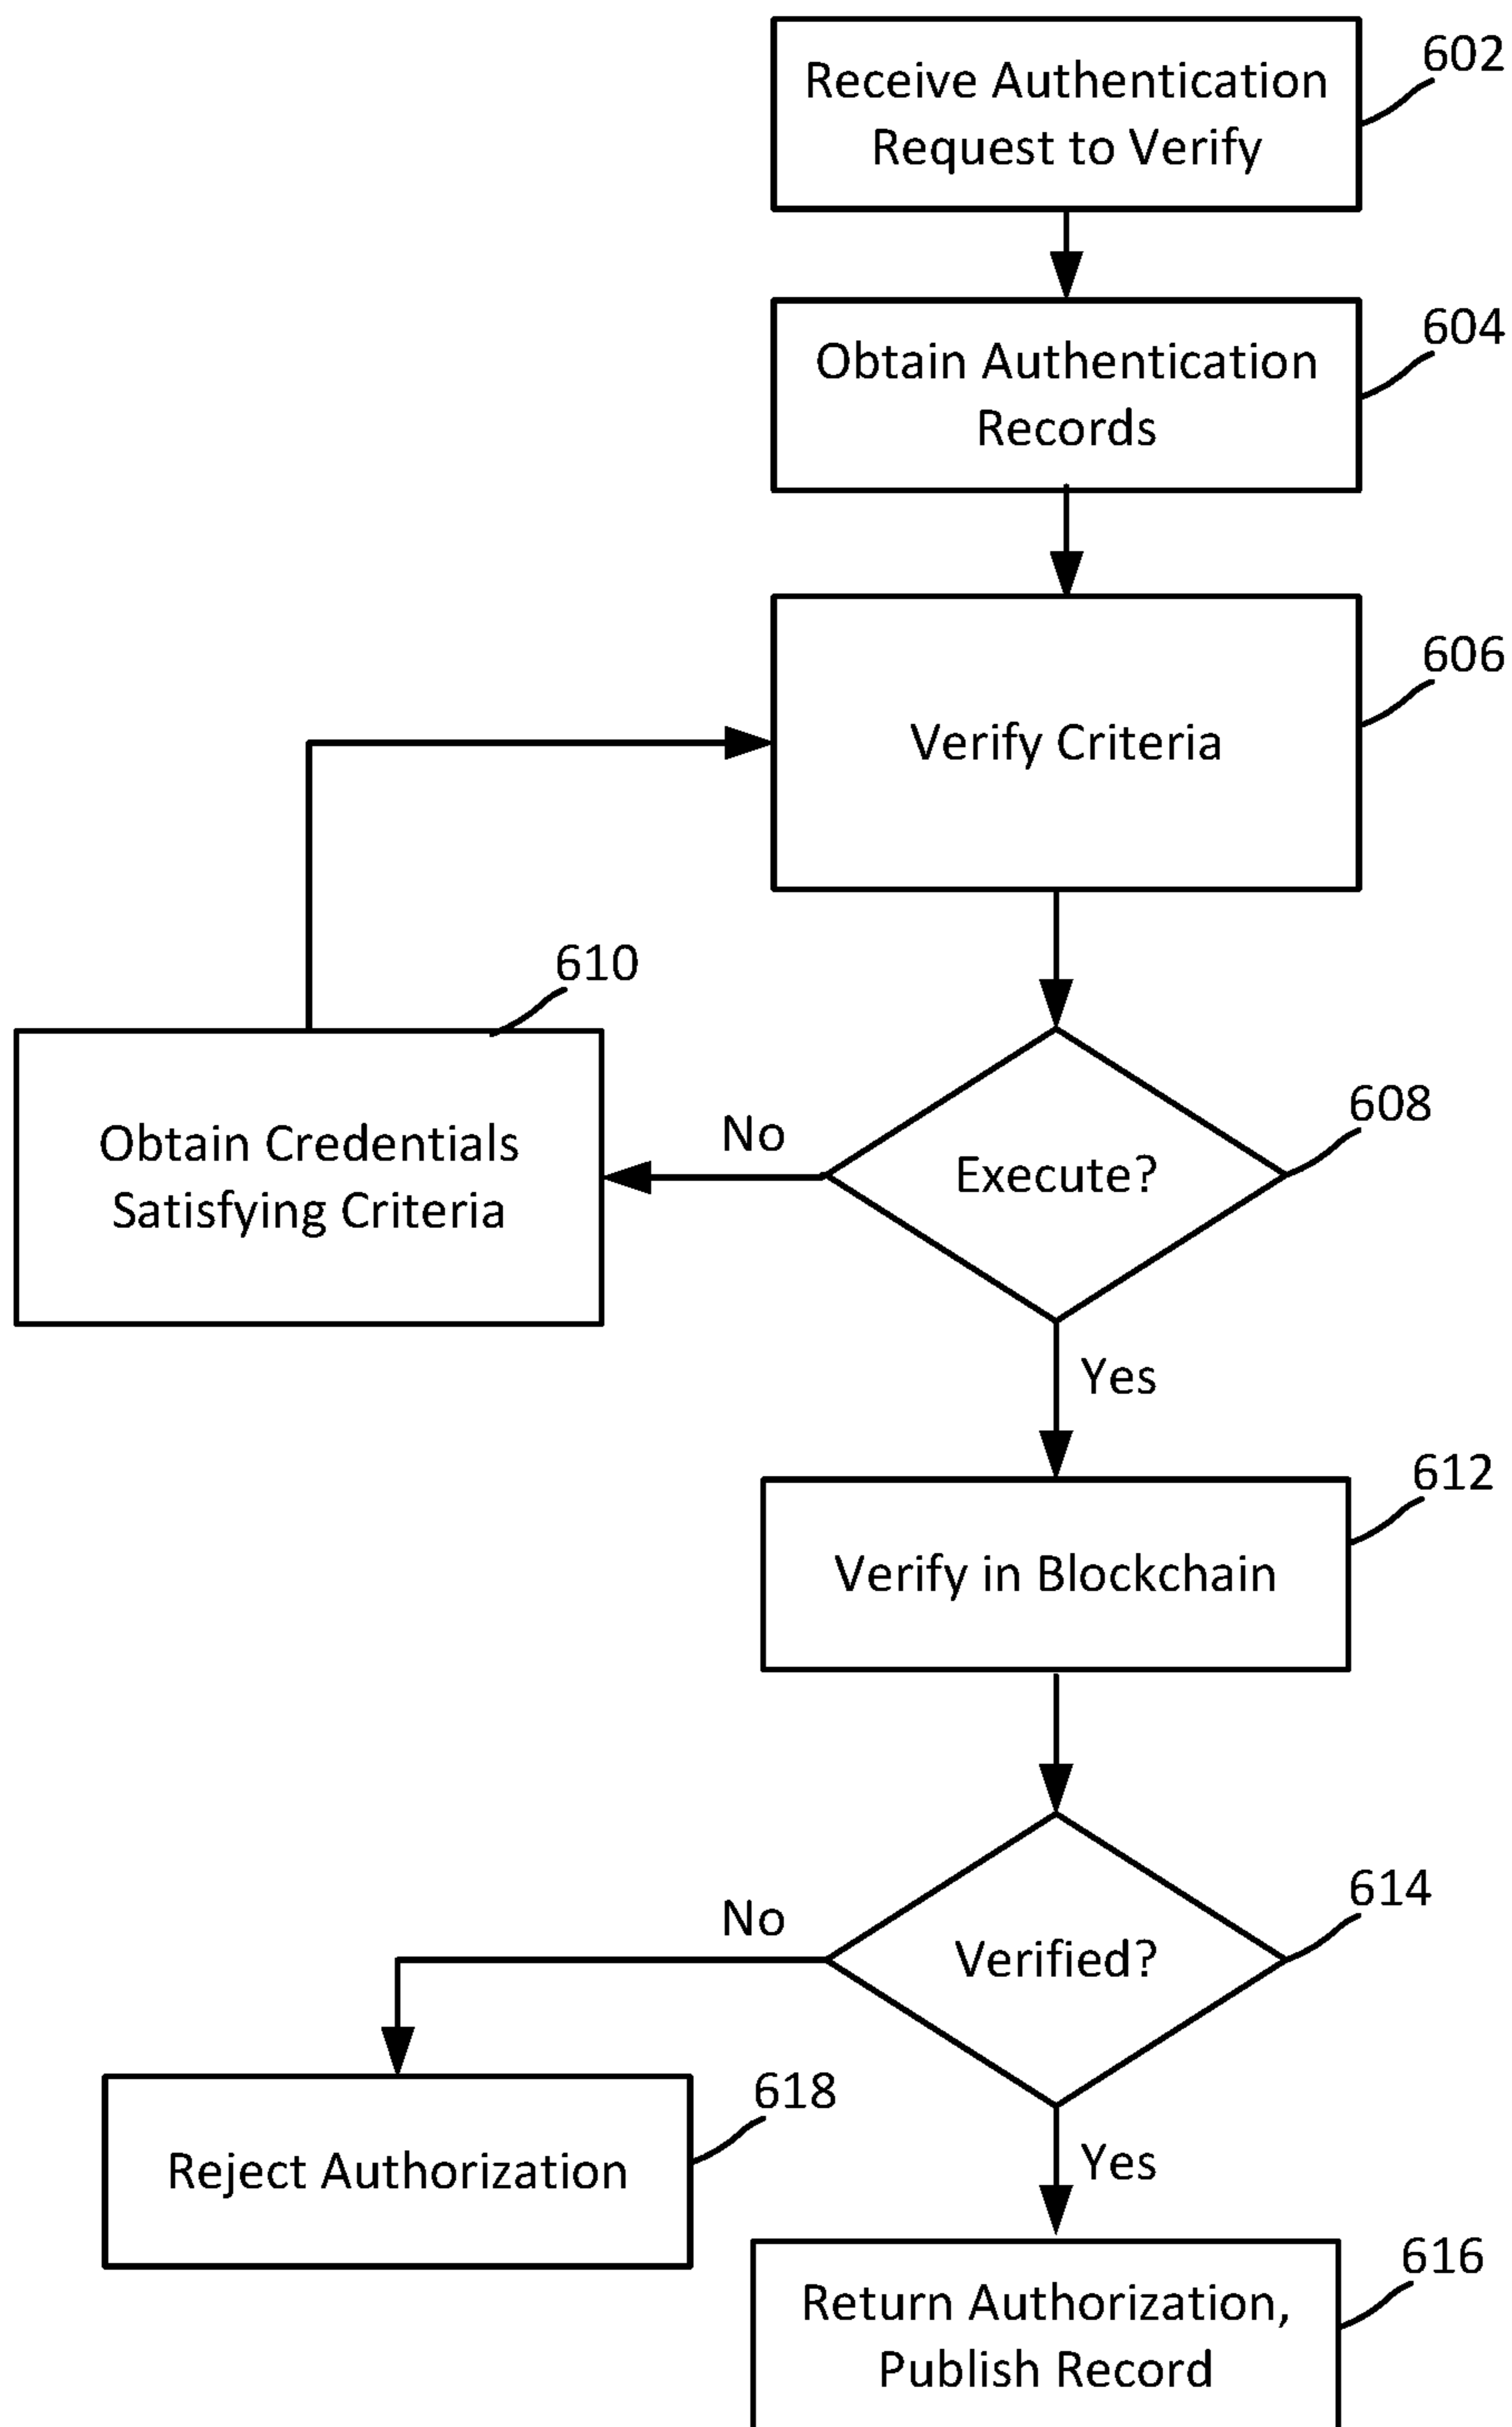 Receive Authentication
Request to Verify
602
Obtain Authentication
Records
604
Verify Criteria
606
610
Obtain Credentials
Satisfying Criteria
No
Execute?
608
Yes
612
Verify in Blockchain
No
Verified?
614
618
Reject Authorization
Yes
616
Return Authorization,
Publish Record